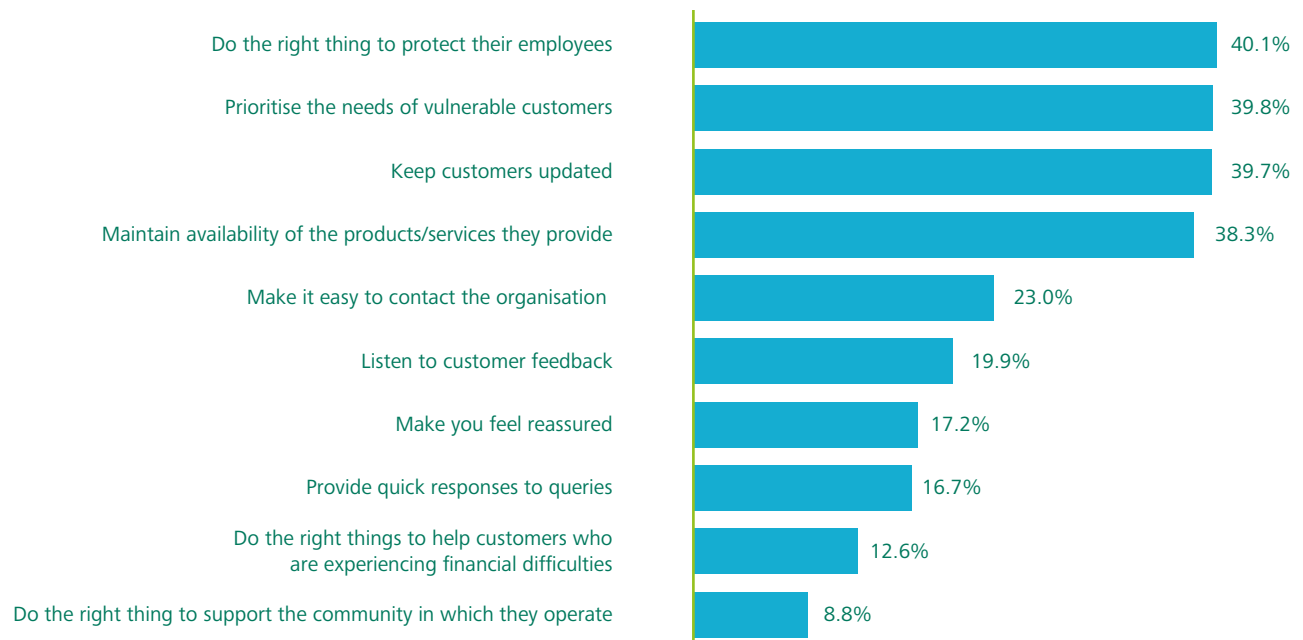 Do the right thing to protect their employees 40.1%
Prioritise the needs of vulnerable customers 39.8%
Keep customers updated 39.7%
Maintain availability of the products/services they provide 38.3%
Make it easy to contact the organisation 23.0%
Listen to customer feedback 19.9%
Make you feel reassured 17.2%
Provide quick responses to queries 16.7%
Do the right things to help customers who
are experiencing financial difficulties 12.6%
Do the right thing to support the community in which they operate 8.8%